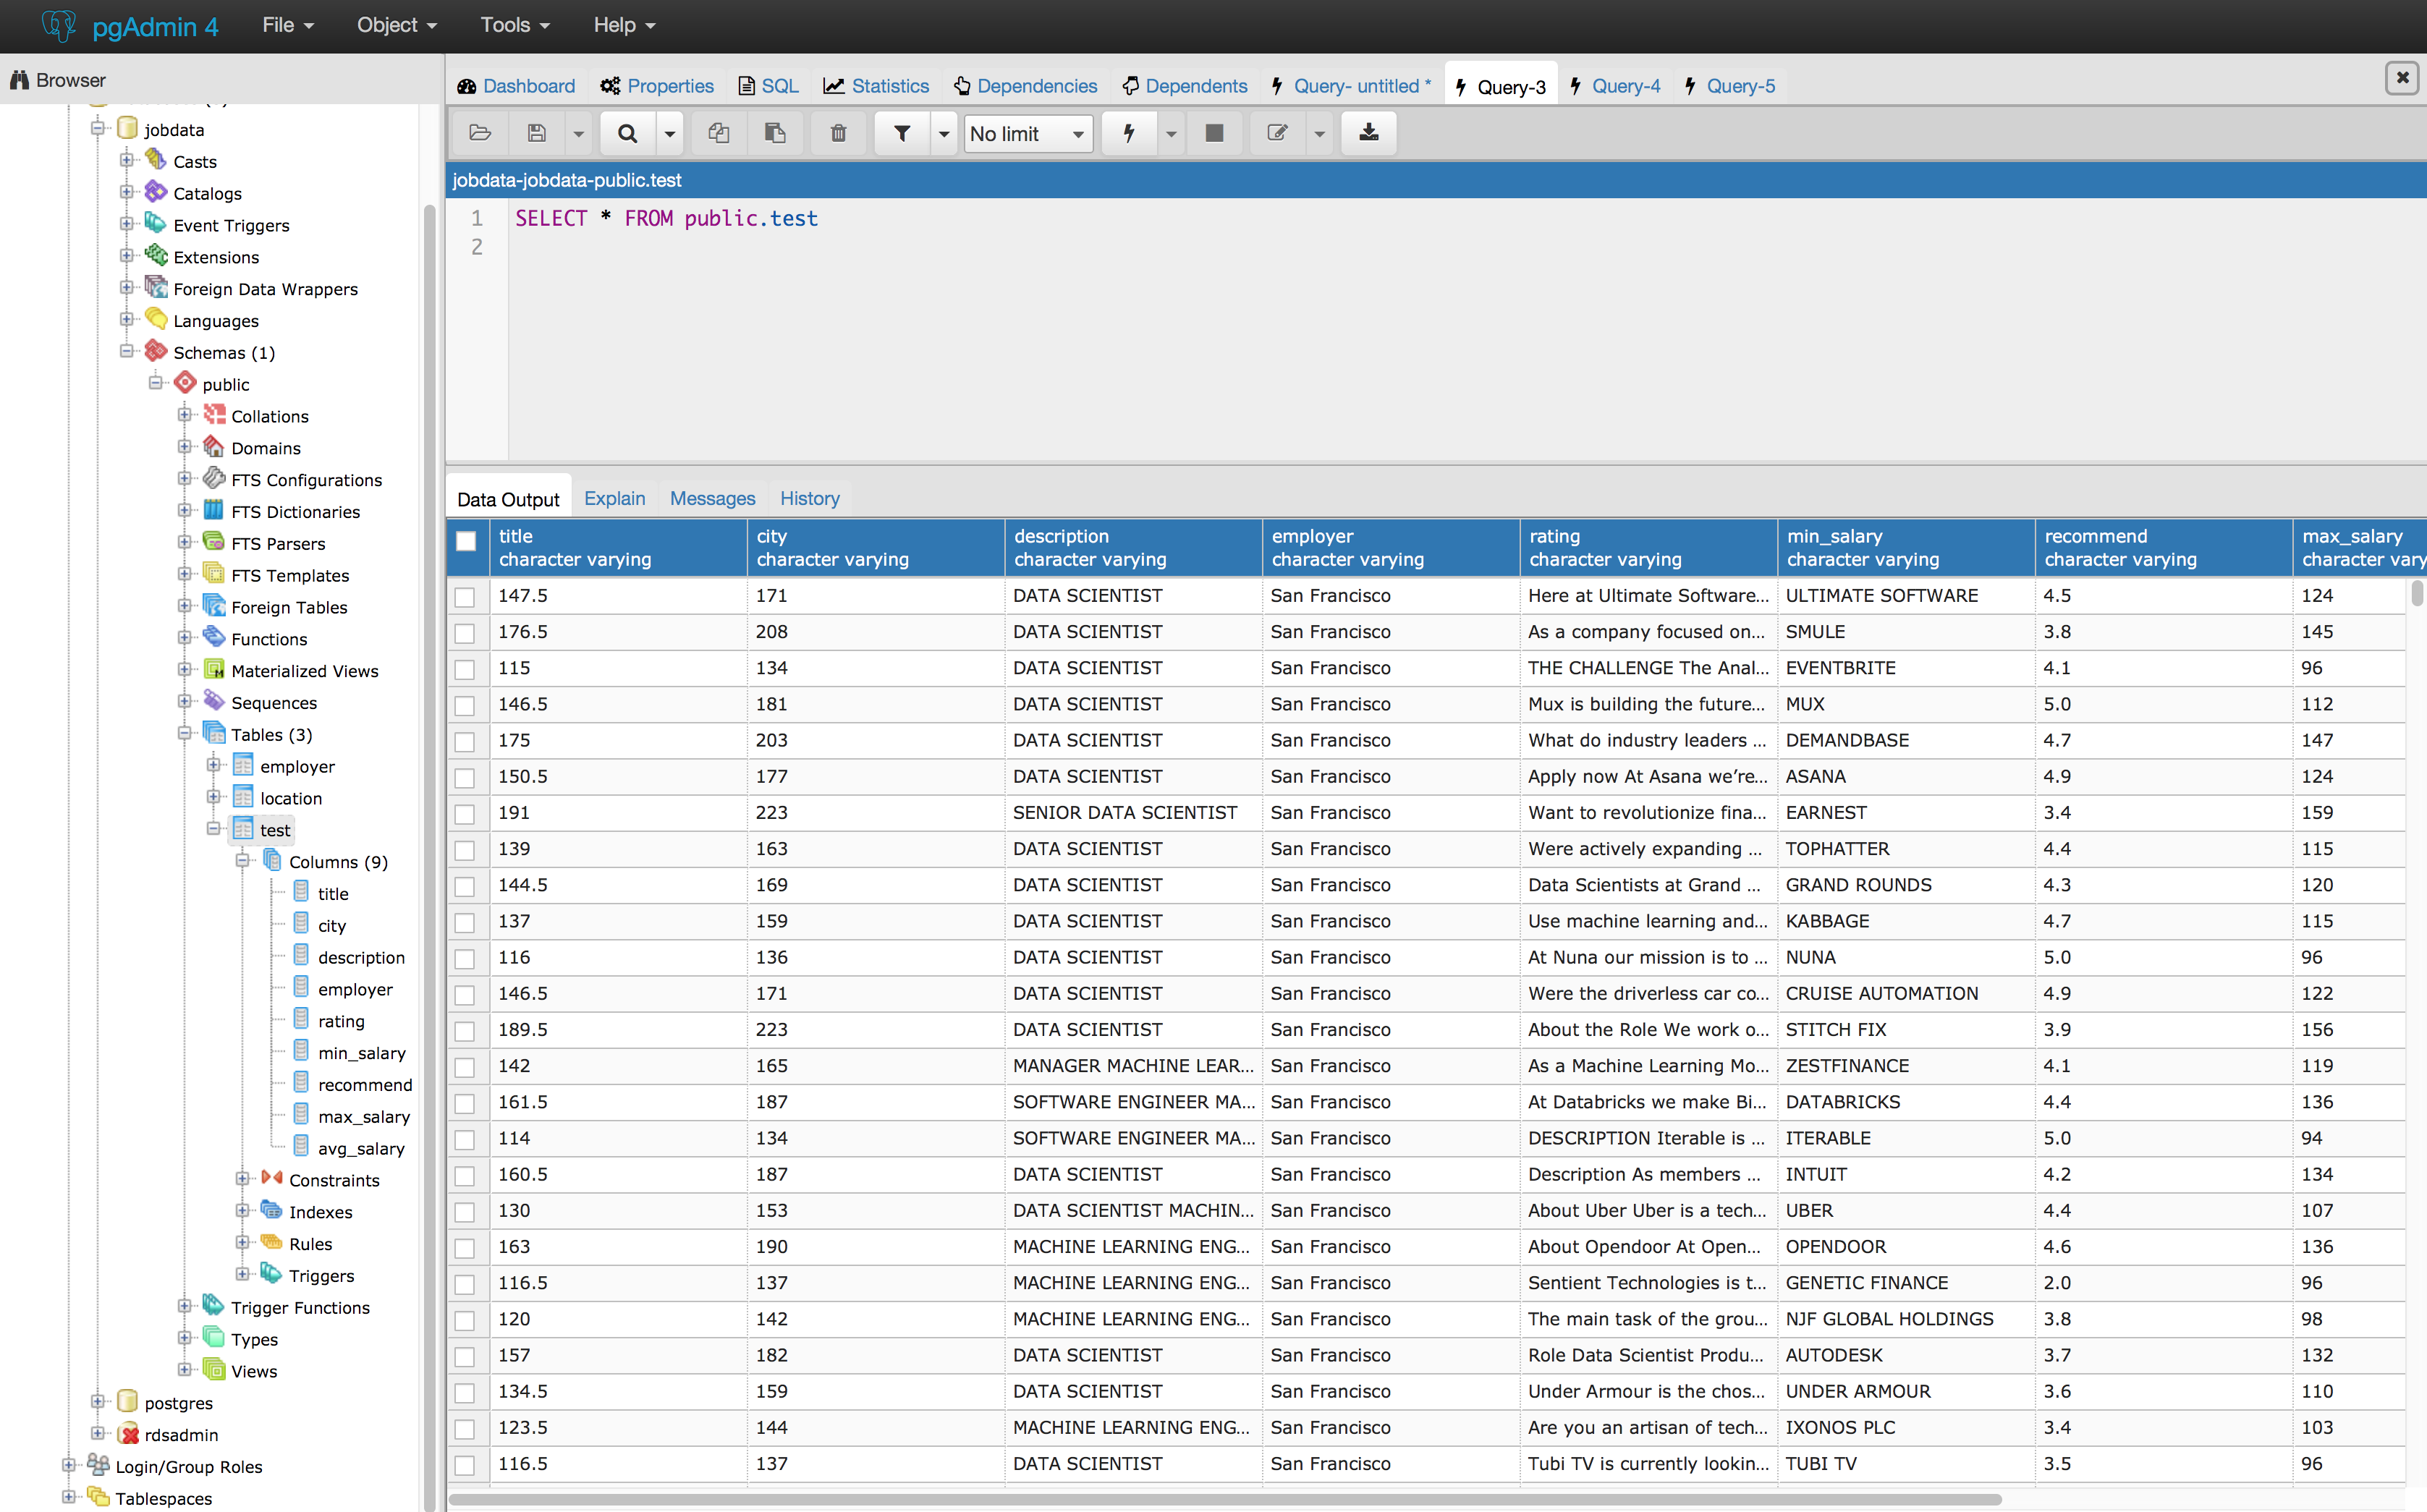 pgAdmin 4 File Object Tools Help
Browser
jobdata
Casts
Catalogs
Event Triggers
Extensions
Foreign Data Wrappers
Languages
Schemas (1)
public
Collations
Domains
FTS Configurations
FTS Dictionaries
FTS Parsers
FTS Templates
Foreign Tables
Functions
Materialized Views
Sequences
Tables (3)
employer
location
test
Columns (9)
title
city
description
employer
rating
min_salary
recommend
max_salary
avg_salary
Constraints
Indexes
Rules
Triggers
Trigger Functions
Types
Views
postgres
rdsadmin
Login/Group Roles
Tablespaces
Dashboard Properties SQL Statistics Dependencies Dependents Query- untitled * Query-3 Query-4 Query-5
No limit
jobdata-jobdata-public.test
1 SELECT * FROM public.test
2
Data Output Explain Messages History
title city description employer rating min_salary recommend max_salary
character varying character varying character varying character varying character varying character varying character varying character vary
147.5 171 DATA SCIENTIST San Francisco Here at Ultimate Software... ULTIMATE SOFTWARE 4.5 124
176.5 208 DATA SCIENTIST San Francisco As a company focused on... SMULE 3.8 145
115 134 DATA SCIENTIST San Francisco THE CHALLENGE The Anal... EVENTBRITE 4.1 96
146.5 181 DATA SCIENTIST San Francisco Mux is building the future... MUX 5.0 112
175 203 DATA SCIENTIST San Francisco What do industry leaders ... DEMANDBASE 4.7 147
150.5 177 DATA SCIENTIST San Francisco Apply now At Asana we’re... ASANA 4.9 124
191 223 SENIOR DATA SCIENTIST San Francisco Want to revolutionize fina... EARNEST 3.4 159
139 163 DATA SCIENTIST San Francisco Were actively expanding ... TOPHATTER 4.4 115
144.5 169 DATA SCIENTIST San Francisco Data Scientists at Grand ... GRAND ROUNDS 4.3 120
137 159 DATA SCIENTIST San Francisco Use machine learning and... KABBAGE 4.7 115
116 136 DATA SCIENTIST San Francisco At Nuna our mission is to ... NUNA 5.0 96
146.5 171 DATA SCIENTIST San Francisco Were the driverless car co... CRUISE AUTOMATION 4.9 122
189.5 223 DATA SCIENTIST San Francisco About the Role We work o... STITCH FIX 3.9 156
142 165 MANAGER MACHINE LEAR... San Francisco As a Machine Learning Mo... ZESTFINANCE 4.1 119
161.5 187 SOFTWARE ENGINEER MA... San Francisco At Databricks we make Bi... DATABRICKS 4.4 136
114 134 SOFTWARE ENGINEER MA... San Francisco DESCRIPTION Iterable is ... ITERABLE 5.0 94
160.5 187 DATA SCIENTIST San Francisco Description As members ... INTUIT 4.2 134
130 153 DATA SCIENTIST MACHIN... San Francisco About Uber Uber is a tech... UBER 4.4 107
163 190 MACHINE LEARNING ENG... San Francisco About Opendoor At Open... OPENDOOR 4.6 136
116.5 137 MACHINE LEARNING ENG... San Francisco Sentient Technologies is t... GENETIC FINANCE 2.0 96
120 142 MACHINE LEARNING ENG... San Francisco The main task of the grou... NJF GLOBAL HOLDINGS 3.8 98
157 182 DATA SCIENTIST San Francisco Role Data Scientist Produ... AUTODESK 3.7 132
134.5 159 DATA SCIENTIST San Francisco Under Armour is the chos... UNDER ARMOUR 3.6 110
123.5 144 MACHINE LEARNING ENG... San Francisco Are you an artisan of tech... IXONOS PLC 3.4 103
116.5 137 DATA SCIENTIST San Francisco Tubi TV is currently lookin... TUBI TV 3.5 96